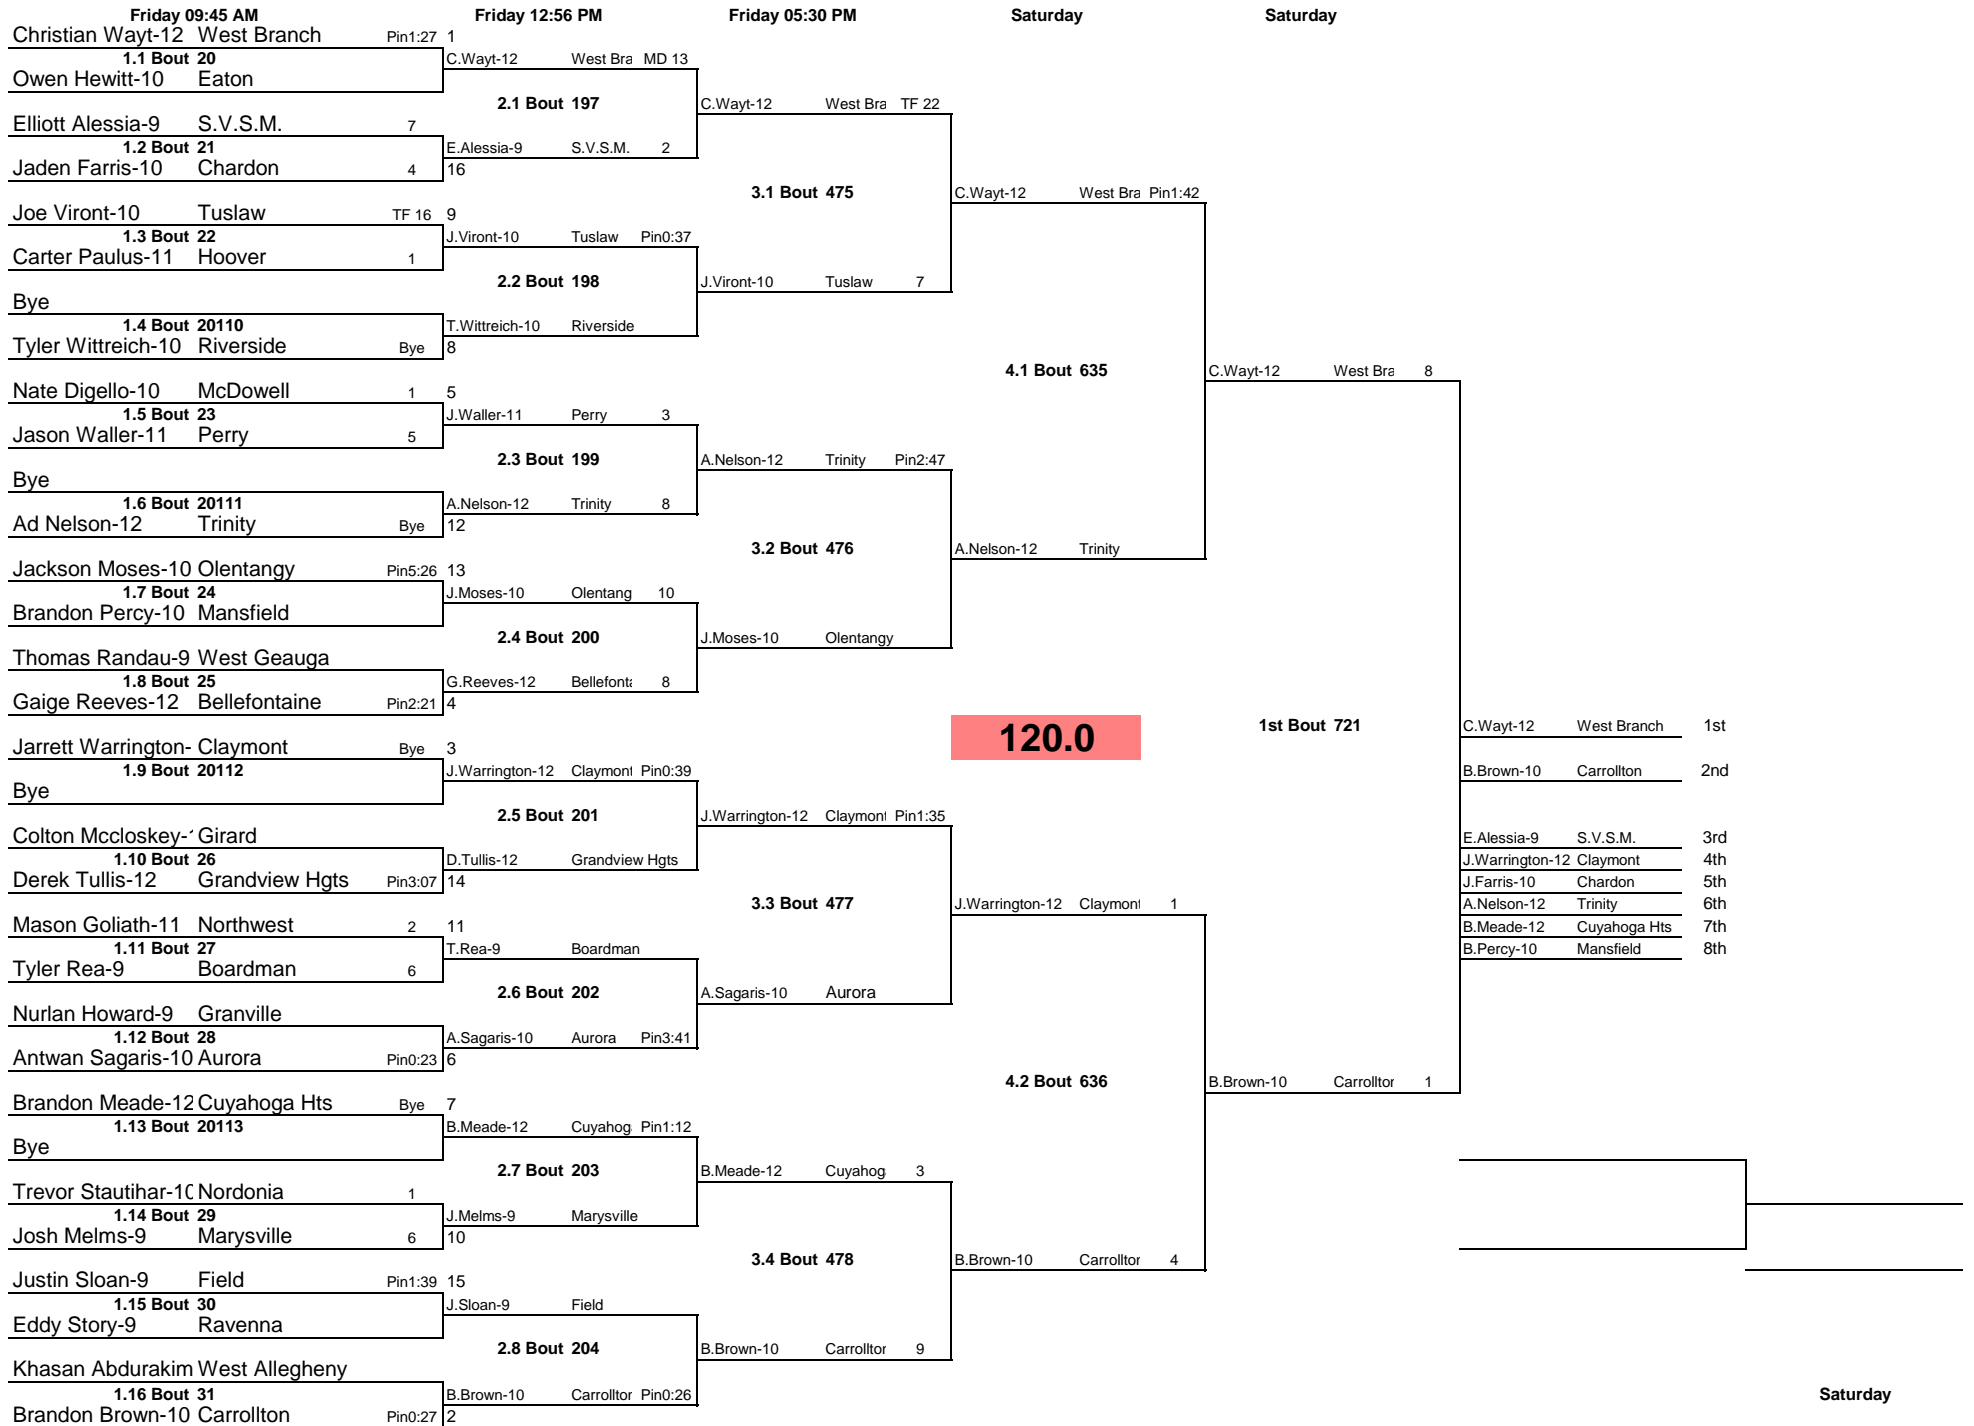 Friday 09:45 AM Friday 12:56 PM Friday 05:30 PM Saturday Saturday
Christian Wayt-12 West Branch Pin1:27 1
1.1 Bout 20 C.Wayt-12 West Bra MD 13
Owen Hewitt-10 Eaton
2.1 Bout 197 C.Wayt-12 West Bra TF 22
Elliott Alessia-9 S.V.S.M. 7
1.2 Bout 21 E.Alessia-9 S.V.S.M. 2
Jaden Farris-10 Chardon 4 16
3.1 Bout 475 C.Wayt-12 West Bra Pin1:42
Joe Viront-10 Tuslaw TF 16 9
1.3 Bout 22 J.Viront-10 Tuslaw Pin0:37
Carter Paulus-11 Hoover 1
2.2 Bout 198 J.Viront-10 Tuslaw 7
Bye
1.4 Bout 20110 T.Wittreich-10 Riverside
Tyler Wittreich-10 Riverside Bye 8
4.1 Bout 635 C.Wayt-12 West Bra 8
Nate Digello-10 McDowell 1 5
1.5 Bout 23 J.Waller-11 Perry 3
Jason Waller-11 Perry 5
2.3 Bout 199 A.Nelson-12 Trinity Pin2:47
Bye
1.6 Bout 20111 A.Nelson-12 Trinity 8
Ad Nelson-12 Trinity Bye 12
3.2 Bout 476 A.Nelson-12 Trinity
Jackson Moses-10 Olentangy Pin5:26 13
1.7 Bout 24 J.Moses-10 Olentang 10
Brandon Percy-10 Mansfield
2.4 Bout 200 J.Moses-10 Olentangy
Thomas Randau-9 West Geauga
1.8 Bout 25 G.Reeves-12 Bellefonta 8
Gaige Reeves-12 Bellefontaine Pin2:21 4
120.0 1st Bout 721 C.Wayt-12 West Branch 1st
Jarrett Warrington- Claymont Bye 3
1.9 Bout 20112 J.Warrington-12 Claymont Pin0:39 B.Brown-10 Carrollton 2nd
Bye
2.5 Bout 201 J.Warrington-12 Claymont Pin1:35
Colton Mccloskey- Girard E.Alessia-9 S.V.S.M. 3rd
1.10 Bout 26 D.Tullis-12 Grandview Hgts J.Warrington-12 Claymont 4th
Derek Tullis-12 Grandview Hgts Pin3:07 14 J.Farris-10 Chardon 5th
3.3 Bout 477 J.Warrington-12 Claymont 1 A.Nelson-12 Trinity 6th
Mason Goliath-11 Northwest 2 11 B.Meade-12 Cuyahoga Hts 7th
1.11 Bout 27 T.Rea-9 Boardman B.Percy-10 Mansfield 8th
Tyler Rea-9 Boardman 6
2.6 Bout 202 A.Sagaris-10 Aurora
Nurlan Howard-9 Granville
1.12 Bout 28 A.Sagaris-10 Aurora Pin3:41
Antwan Sagaris-10 Aurora Pin0:23 6
4.2 Bout 636 B.Brown-10 Carrollton 1
Brandon Meade-12 Cuyahoga Hts Bye 7
1.13 Bout 20113 B.Meade-12 Cuyahog Pin1:12
Bye
2.7 Bout 203 B.Meade-12 Cuyahog 3
Trevor Stautihar-10 Nordonia 1
1.14 Bout 29 J.Melms-9 Marysville
Josh Melms-9 Marysville 6 10
3.4 Bout 478 B.Brown-10 Carrollton 4
Justin Sloan-9 Field Pin1:39 15
1.15 Bout 30 J.Sloan-9 Field
Eddy Story-9 Ravenna
2.8 Bout 204 B.Brown-10 Carrollton 9
Khasan Abdurakim West Allegheny
1.16 Bout 31 B.Brown-10 Carrollton Pin0:26 Saturday
Brandon Brown-10 Carrollton Pin0:27 2